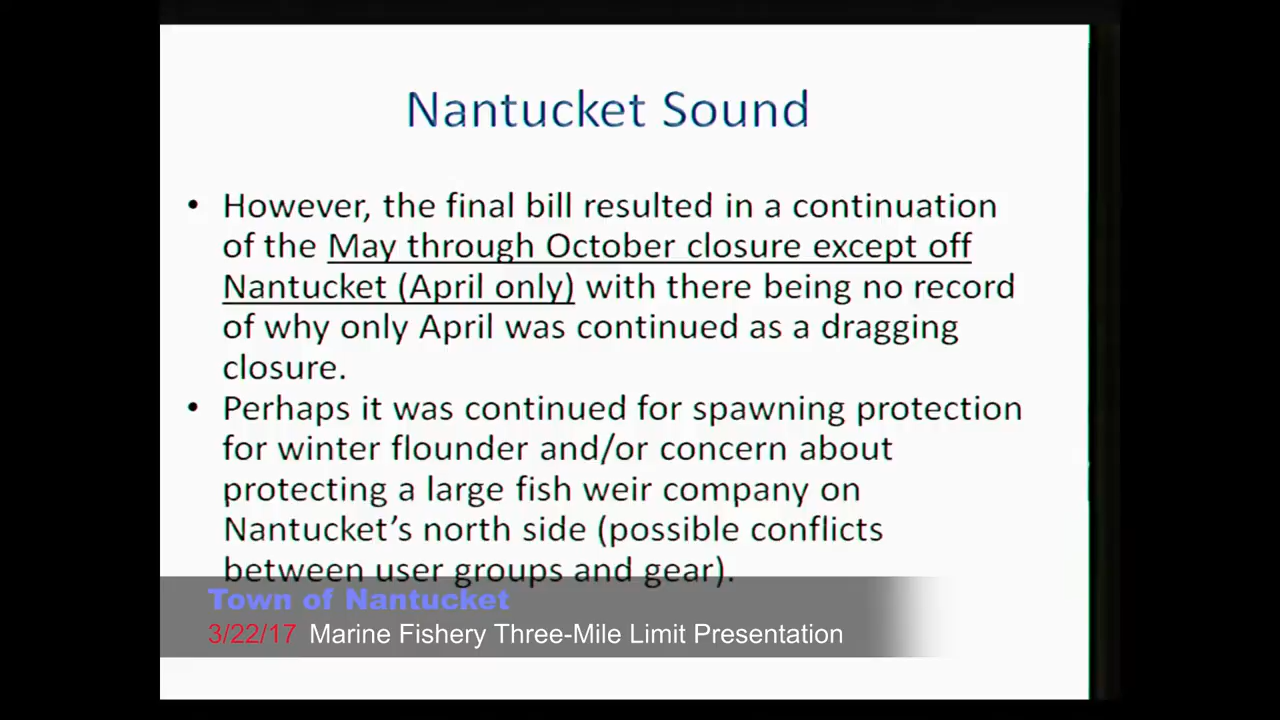 Nantucket Sound
• However, the final bill resulted in a continuation
of the May through October closure except off
Nantucket (April only) with there being no record
of why only April was continued as a dragging
closure.
• Perhaps it was continued for spawning protection
for winter flounder and/or concern about
protecting a large fish weir company on
Nantucket’s north side (possible conflicts
between user groups and gear).
Town of Nantucket
3/22/17 Marine Fishery Three-Mile Limit Presentation